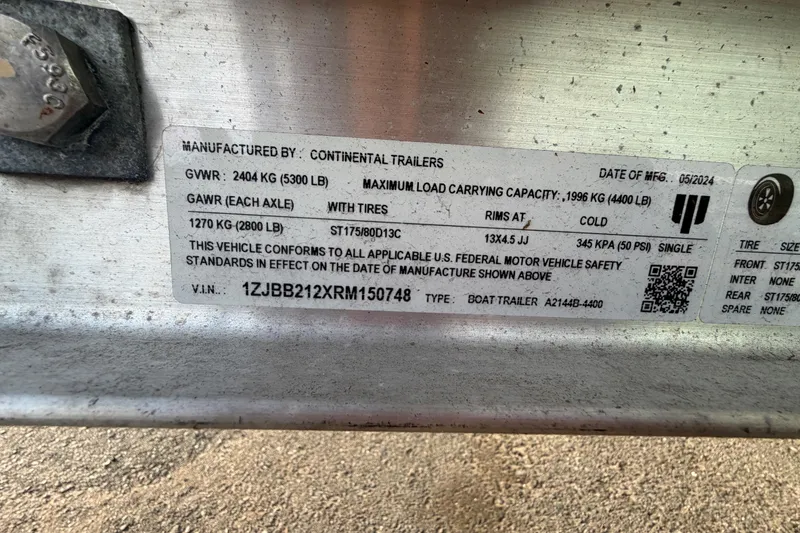 MANUFACTURED BY: CONTINENTAL TRAILERS DATE OF MFG.: 05/2024
GVWR: 2404 KG (5300 LB) MAXIMUM LOAD CARRYING CAPACITY: 1996 KG (4400 LB)
GAWR (EACH AXLE) WITH TIRES RIMS AT COLD
1270 KG (2800 LB) ST175/80D13C 13X4.5 JJ 345 KPA (50 PSI) SINGLE
THIS VEHICLE CONFORMS TO ALL APPLICABLE U.S. FEDERAL MOTOR VEHICLE SAFETY
STANDARDS IN EFFECT ON THE DATE OF MANUFACTURE SHOWN ABOVE
V.I.N.: 1ZJBB212XRM150748 TYPE: BOAT TRAILER A2144B-4400
TIRE SIZE
FRONT ST175
INTER NONE
REAR ST175/80
SPARE NONE